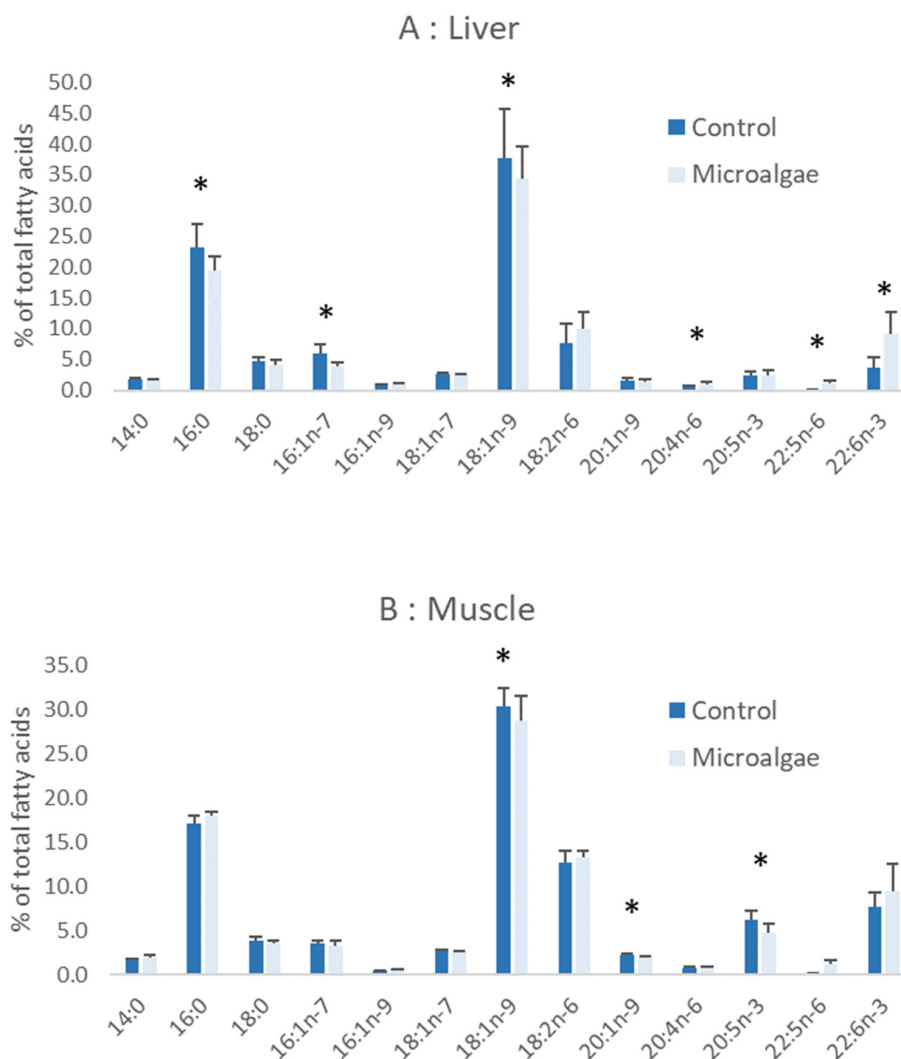 A : Liver
% of total fatty acids
50.0
45.0
40.0
35.0
30.0
25.0
20.0
15.0
10.0
5.0
0.0
* * * * * * *
Control
Microalgae
14:0 16:0 18:0 16:1n-7 16:1n-9 18:1n-7 18:1n-9 18:2n-6 20:1n-9 20:4n-6 20:5n-3 22:5n-6 22:6n-3
B : Muscle
% of total fatty acids
35.0
30.0
25.0
20.0
15.0
10.0
5.0
0.0
* * *
Control
Microalgae
14:0 16:0 18:0 16:1n-7 16:1n-9 18:1n-7 18:1n-9 18:2n-6 20:1n-9 20:4n-6 20:5n-3 22:5n-6 22:6n-3